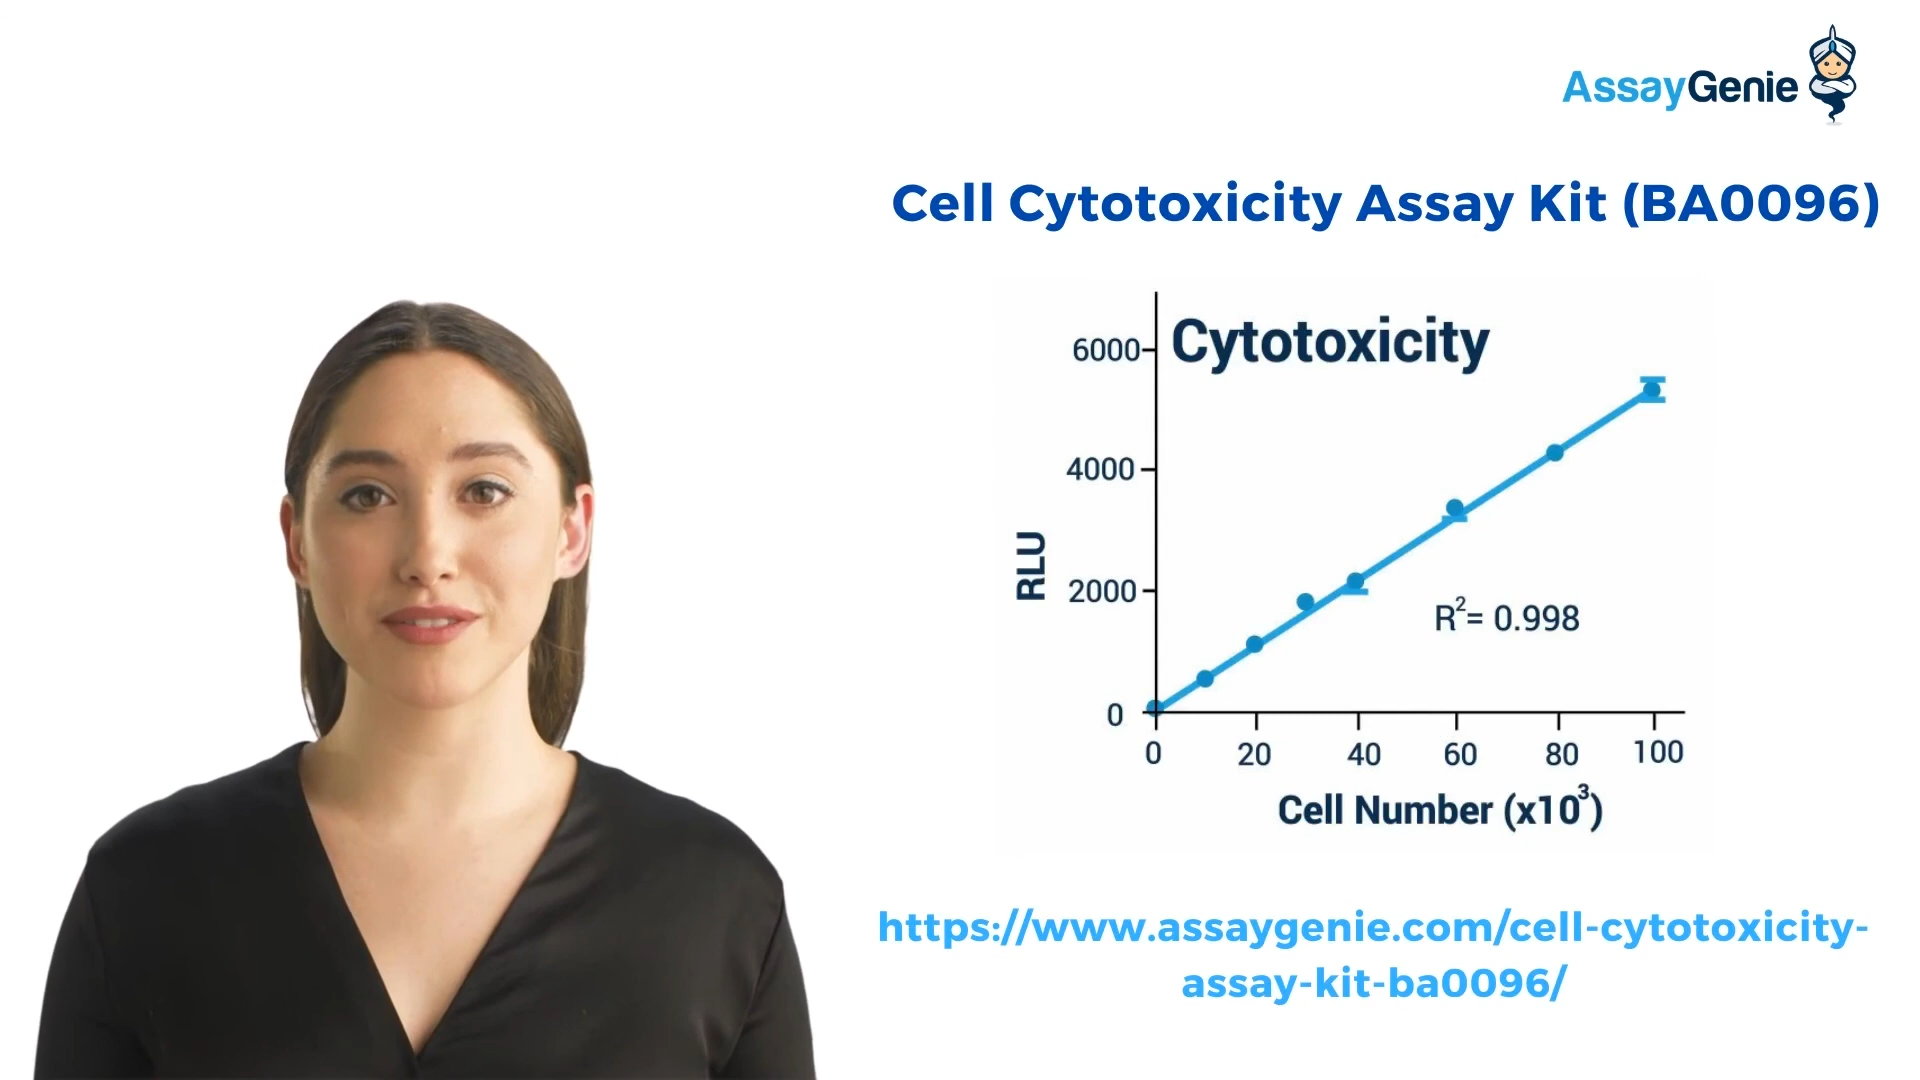 AssayGenie
Cell Cytotoxicity Assay Kit (BA0096)
Cytotoxicity
6000
4000
2000
0
RLU
R²= 0.998
0 20 40 60 80 100
Cell Number (x10³)
https://www.assaygenie.com/cell-cytotoxicity-
assay-kit-ba0096/